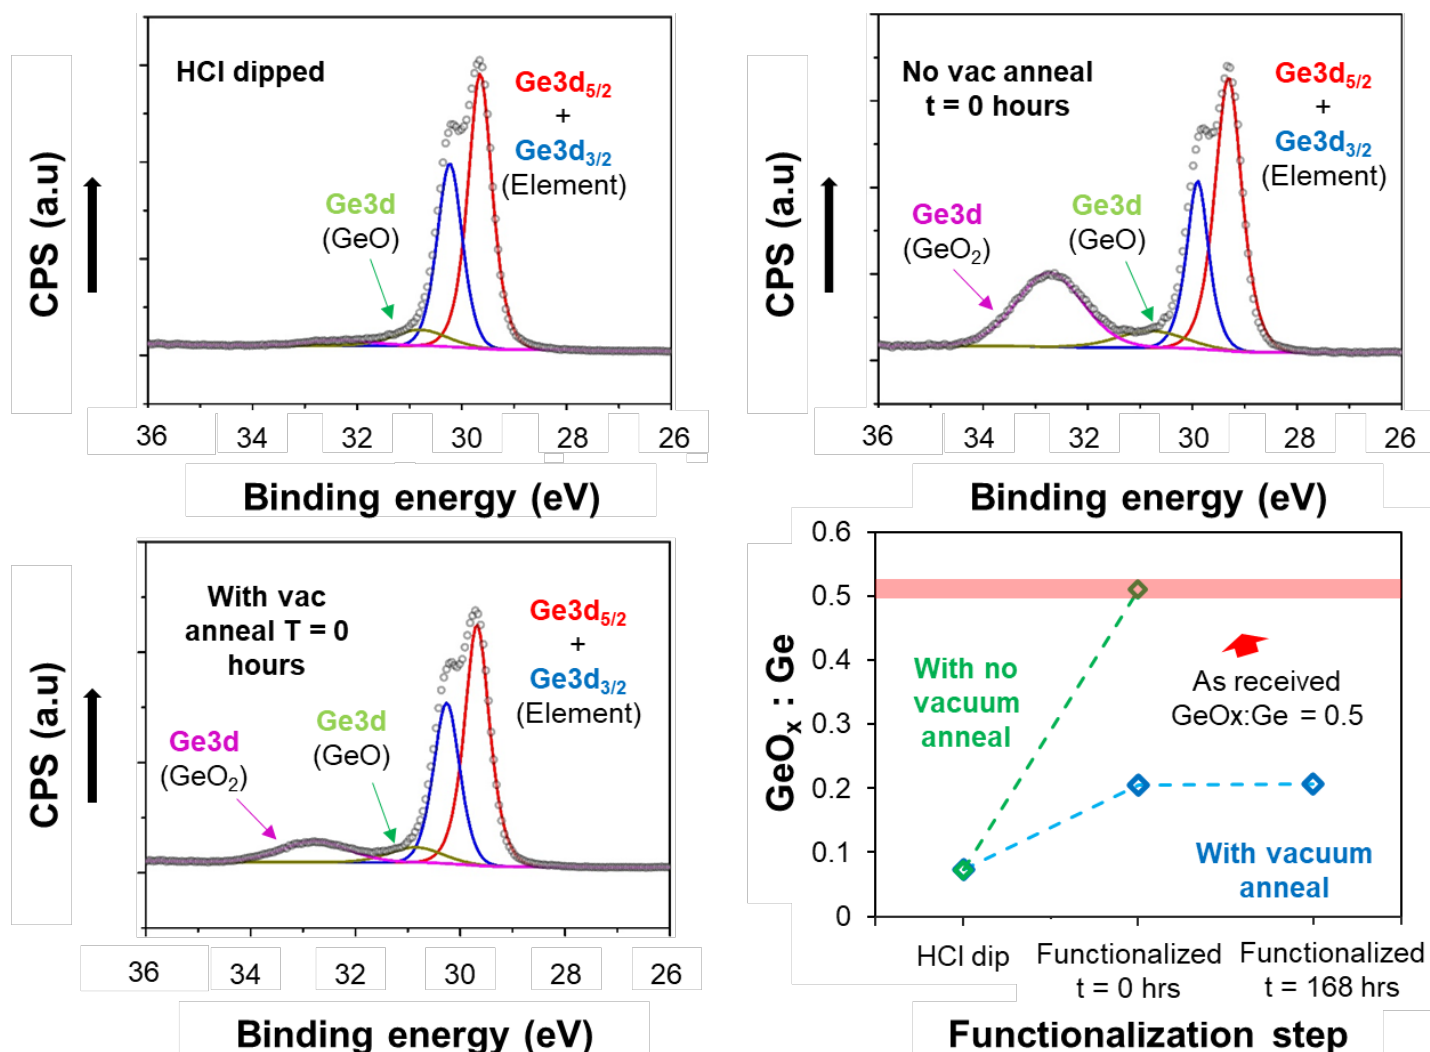 HCl dipped
Ge3d5/2
+
Ge3d3/2
(Element)
Ge3d
(GeO)
CPS (a.u)
36 34 32 30 28 26
Binding energy (eV)
No vac anneal
t = 0 hours
Ge3d5/2
+
Ge3d3/2
(Element)
Ge3d
(GeO2)
Ge3d
(GeO)
CPS (a.u)
36 34 32 30 28 26
Binding energy (eV)
With vac
anneal T = 0
hours
Ge3d5/2
+
Ge3d3/2
(Element)
Ge3d
(GeO2)
Ge3d
(GeO)
CPS (a.u)
36 34 32 30 28 26
Binding energy (eV)
0.6
0.5
0.4
0.3
0.2
0.1
0
GeOx : Ge
With no
vacuum
anneal
As received
GeOx:Ge = 0.5
With vacuum
anneal
HCl dip
Functionalized
t = 0 hrs
Functionalized
t = 168 hrs
Functionalization step